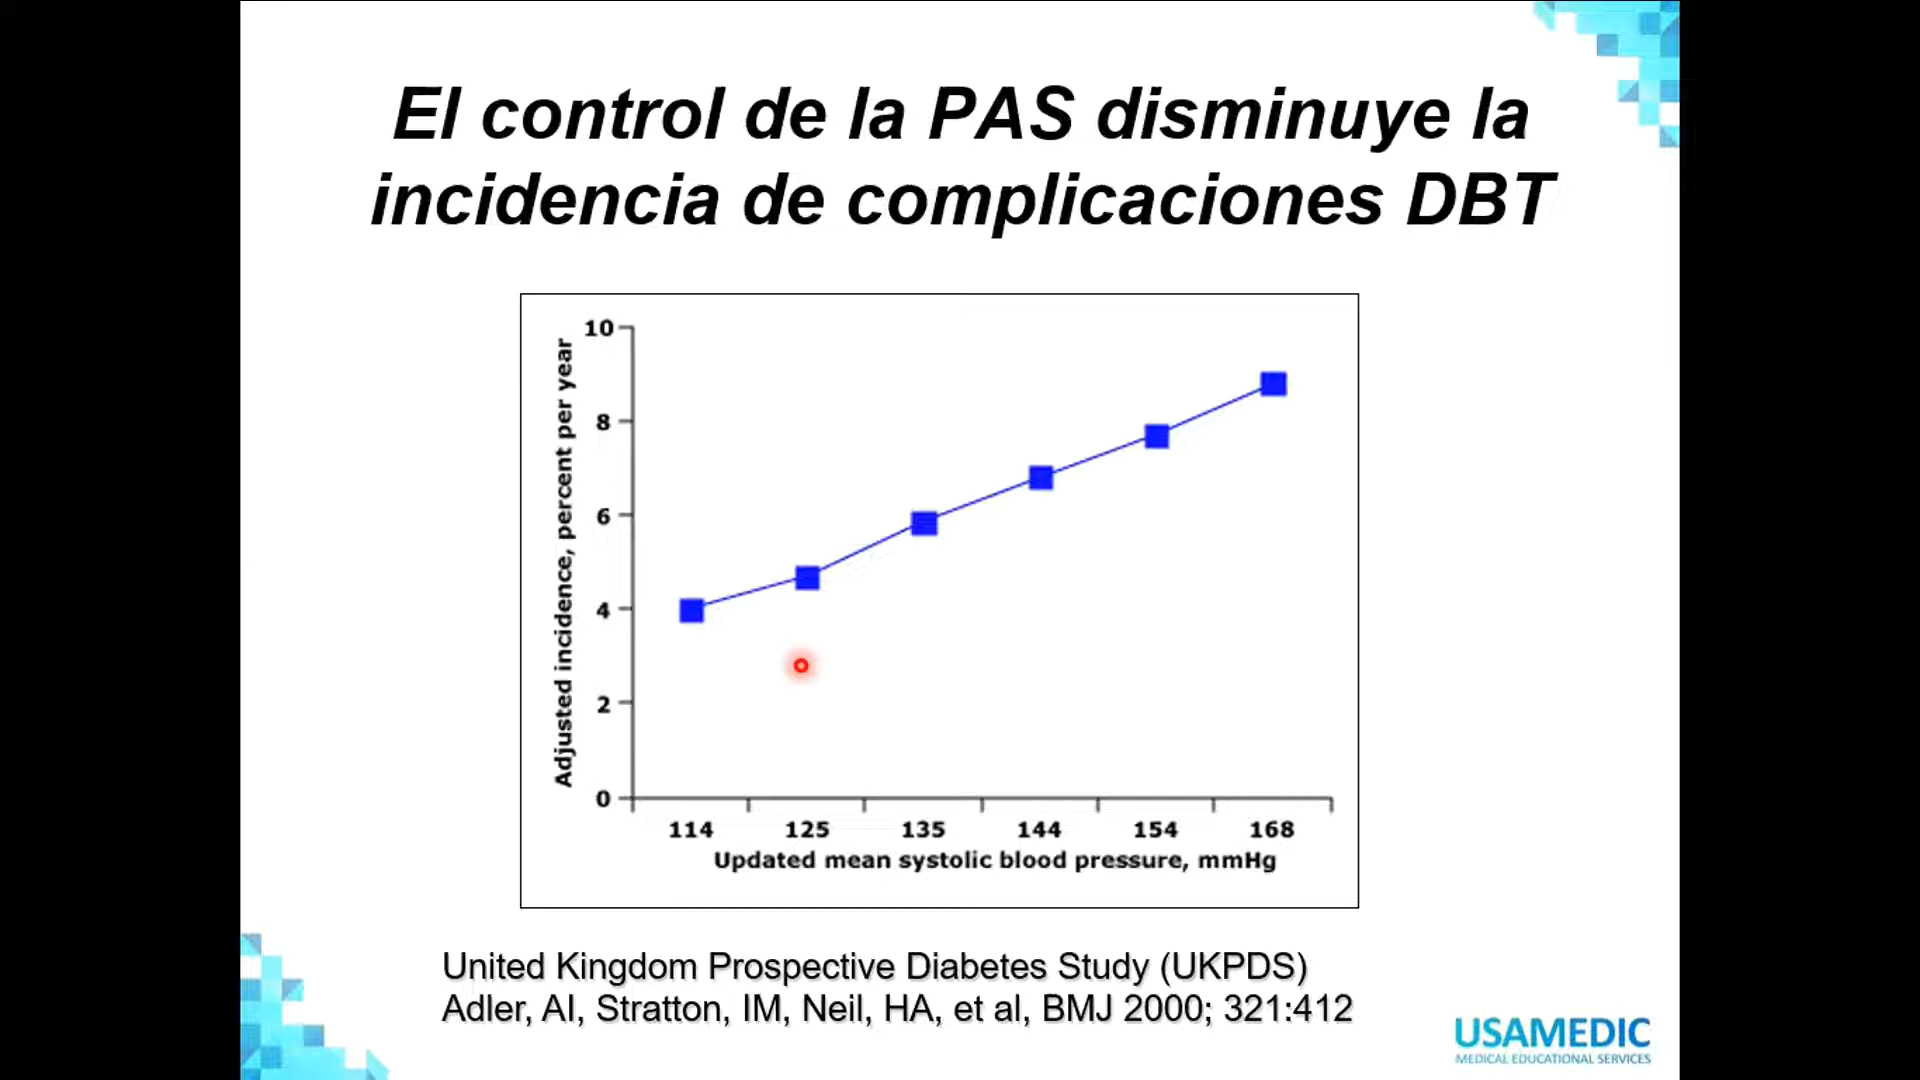 El control de la PAS disminuye la
incidencia de complicaciones DBT
Adjusted incidence, percent per year
10
8
6
4
2
0
114 125 135 144 154 168
Updated mean systolic blood pressure, mmHg
United Kingdom Prospective Diabetes Study (UKPDS)
Adler, AI, Stratton, IM, Neil, HA, et al, BMJ 2000; 321:412
USAMEDIC
MEDICAL EDUCATIONAL SERVICES